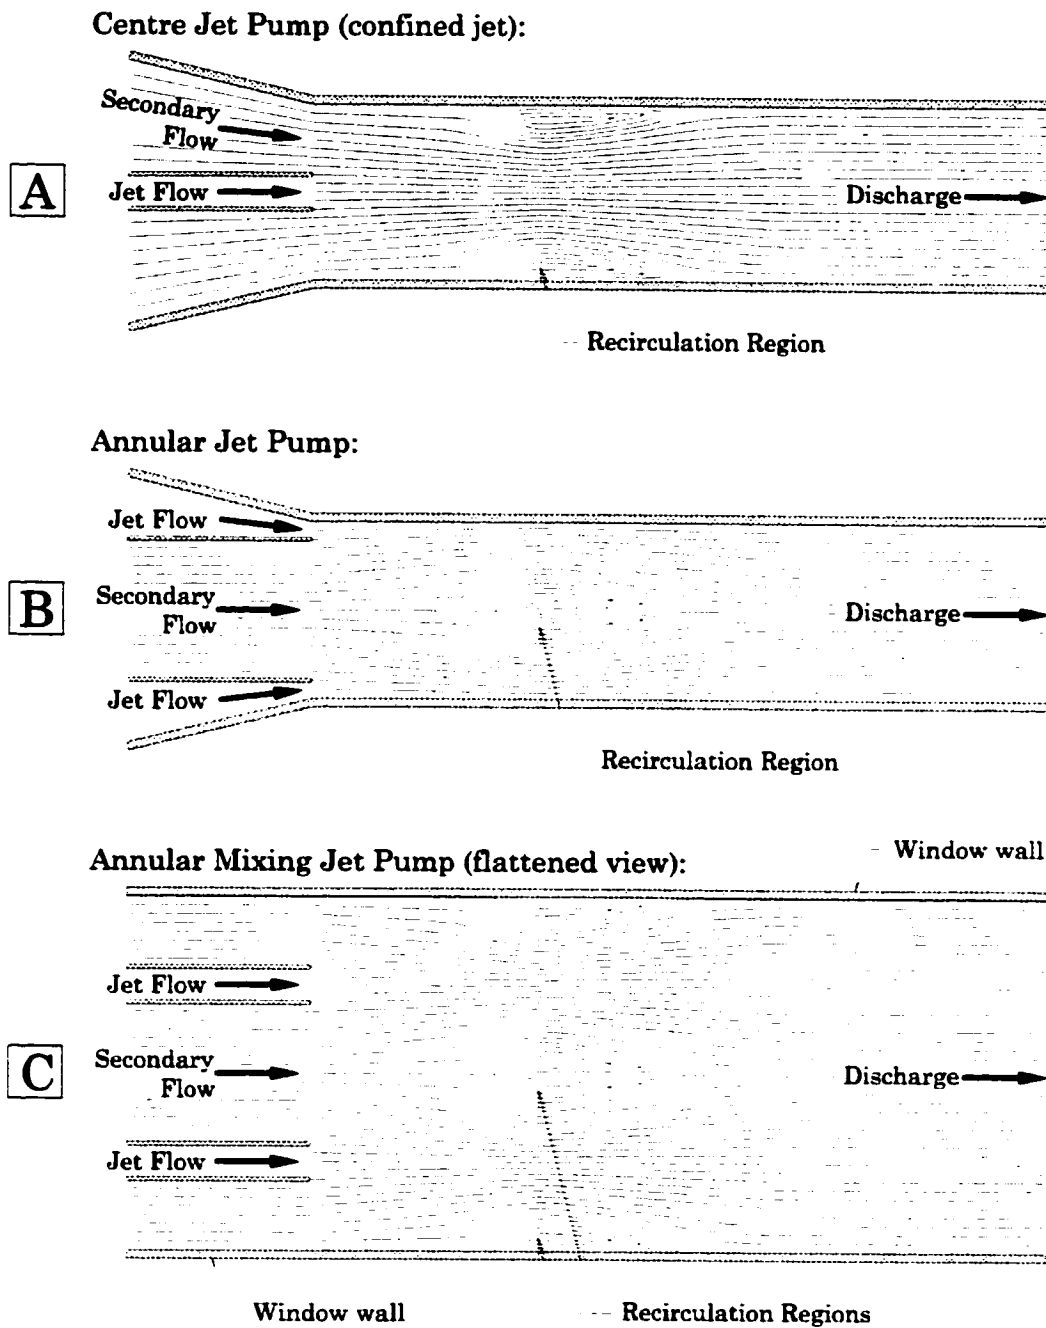 Centre Jet Pump (confined jet):
Secondary
Flow
A
Jet Flow
Discharge
Recirculation Region
Annular Jet Pump:
Jet Flow
B
Secondary
Flow
Discharge
Jet Flow
Recirculation Region
Window wall
Annular Mixing Jet Pump (flattened view):
Jet Flow
C
Secondary
Flow
Discharge
Jet Flow
Window wall
Recirculation Regions